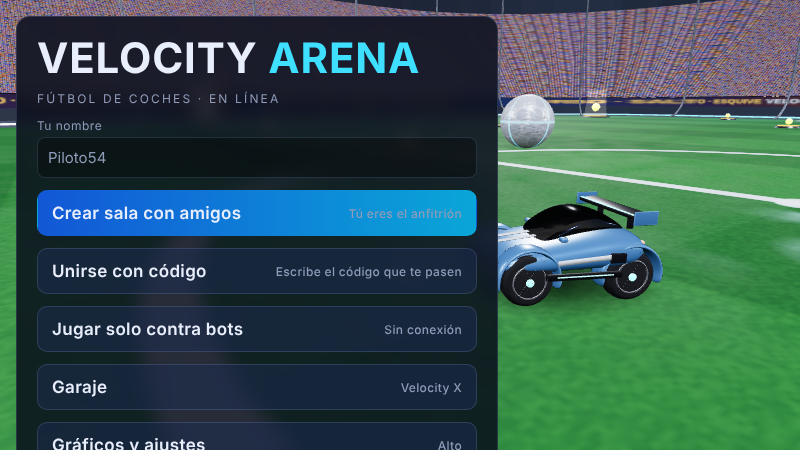 VELOCITY ARENA
FÚTBOL DE COCHES · EN LÍNEA
Tu nombre
Piloto54
Crear sala con amigos Tú eres el anfitrión
Unirse con código Escribe el código que te pasen
Jugar solo contra bots Sin conexión
Garaje Velocity X
Gráficos y ajustes Alto
ESQUIVE VELO